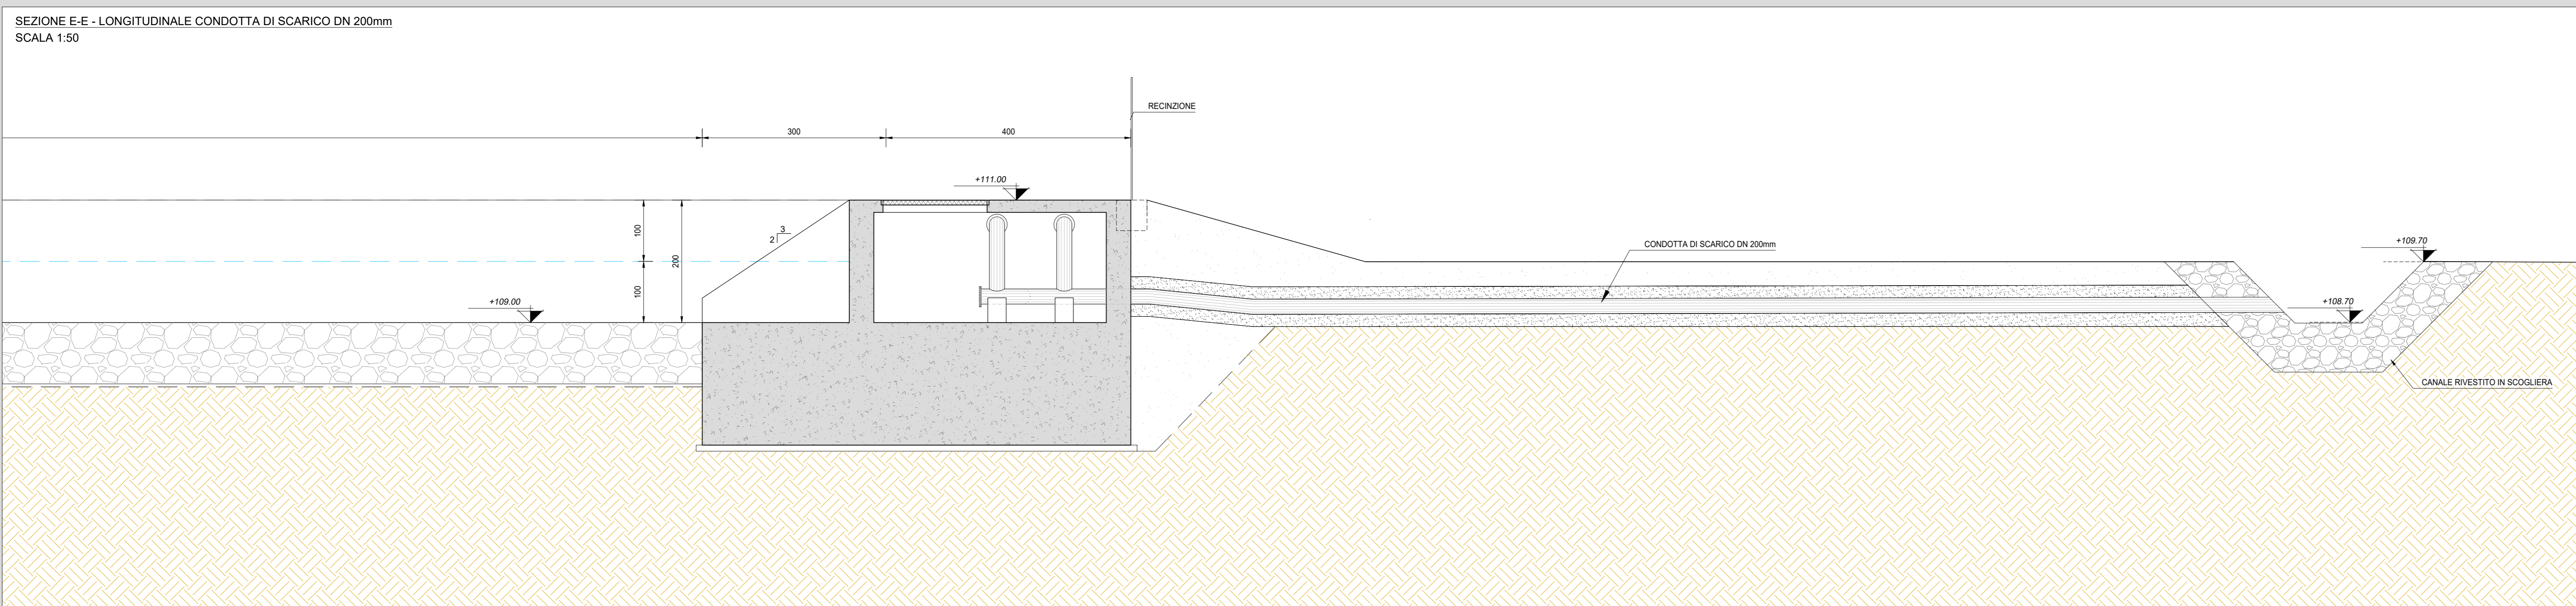 SEZIONE E-E - LONGITUDINALE CONDOTTA DI SCARICO DN 200mm
SCALA 1:50
RECINZIONE
300
400
+111.00
3
2
100
200
100
+109.00
CONDOTTA DI SCARICO DN 200mm
+109.70
+108.70
CANALE RIVESTITO IN SCOGLIERA